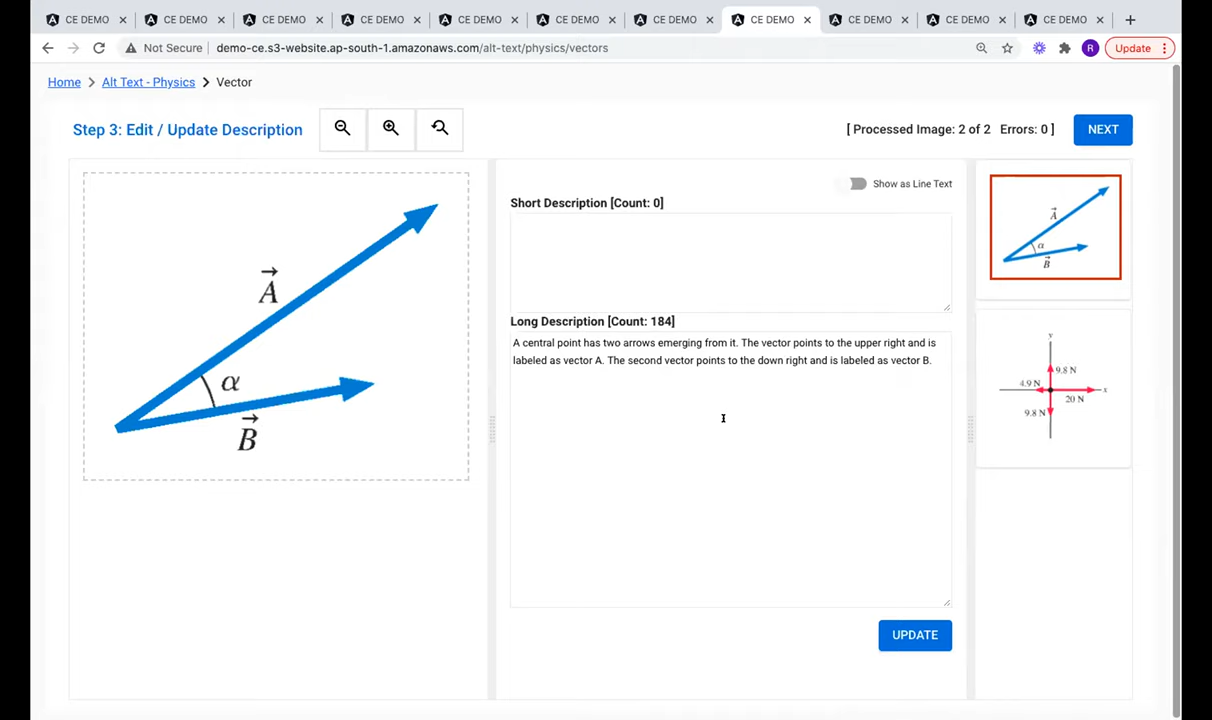 CE DEMO CE DEMO CE DEMO CE DEMO CE DEMO CE DEMO CE DEMO CE DEMO CE DEMO CE DEMO CE DEMO
Not Secure demo-ce.s3-website.ap-south-1.amazonaws.com/alt-text/physics/vectors R Update
Home > Alt Text - Physics > Vector
Step 3: Edit / Update Description [ Processed Image: 2 of 2 Errors: 0 ] NEXT
Show as Line Text
Short Description [Count: 0]
Long Description [Count: 184]
A central point has two arrows emerging from it. The vector points to the upper right and is
labeled as vector A. The second vector points to the down right and is labeled as vector B.
UPDATE
A
α
B
A
α
B
y
9.8 N
4.9 N
x
20 N
9.8 N